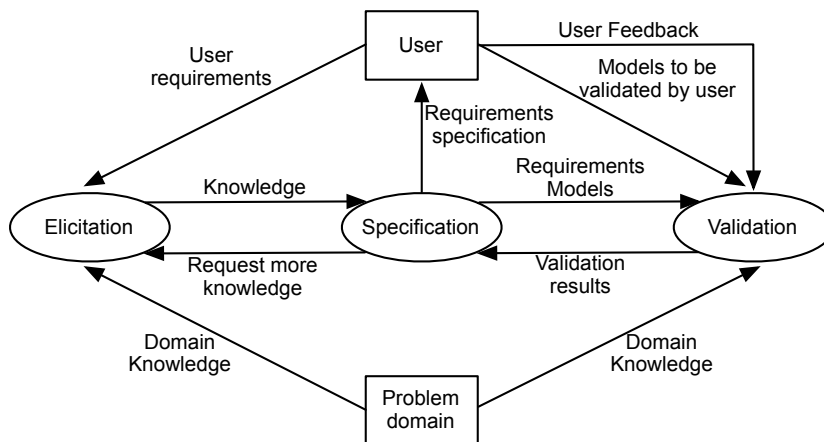 User Feedback
User
User
requirements
Models to be
validated by user
Requirements
specification
Requirements
Models
Knowledge
Elicitation
Specification
Validation
Request more
knowledge
Validation
results
Domain
Knowledge
Domain
Knowledge
Problem
domain